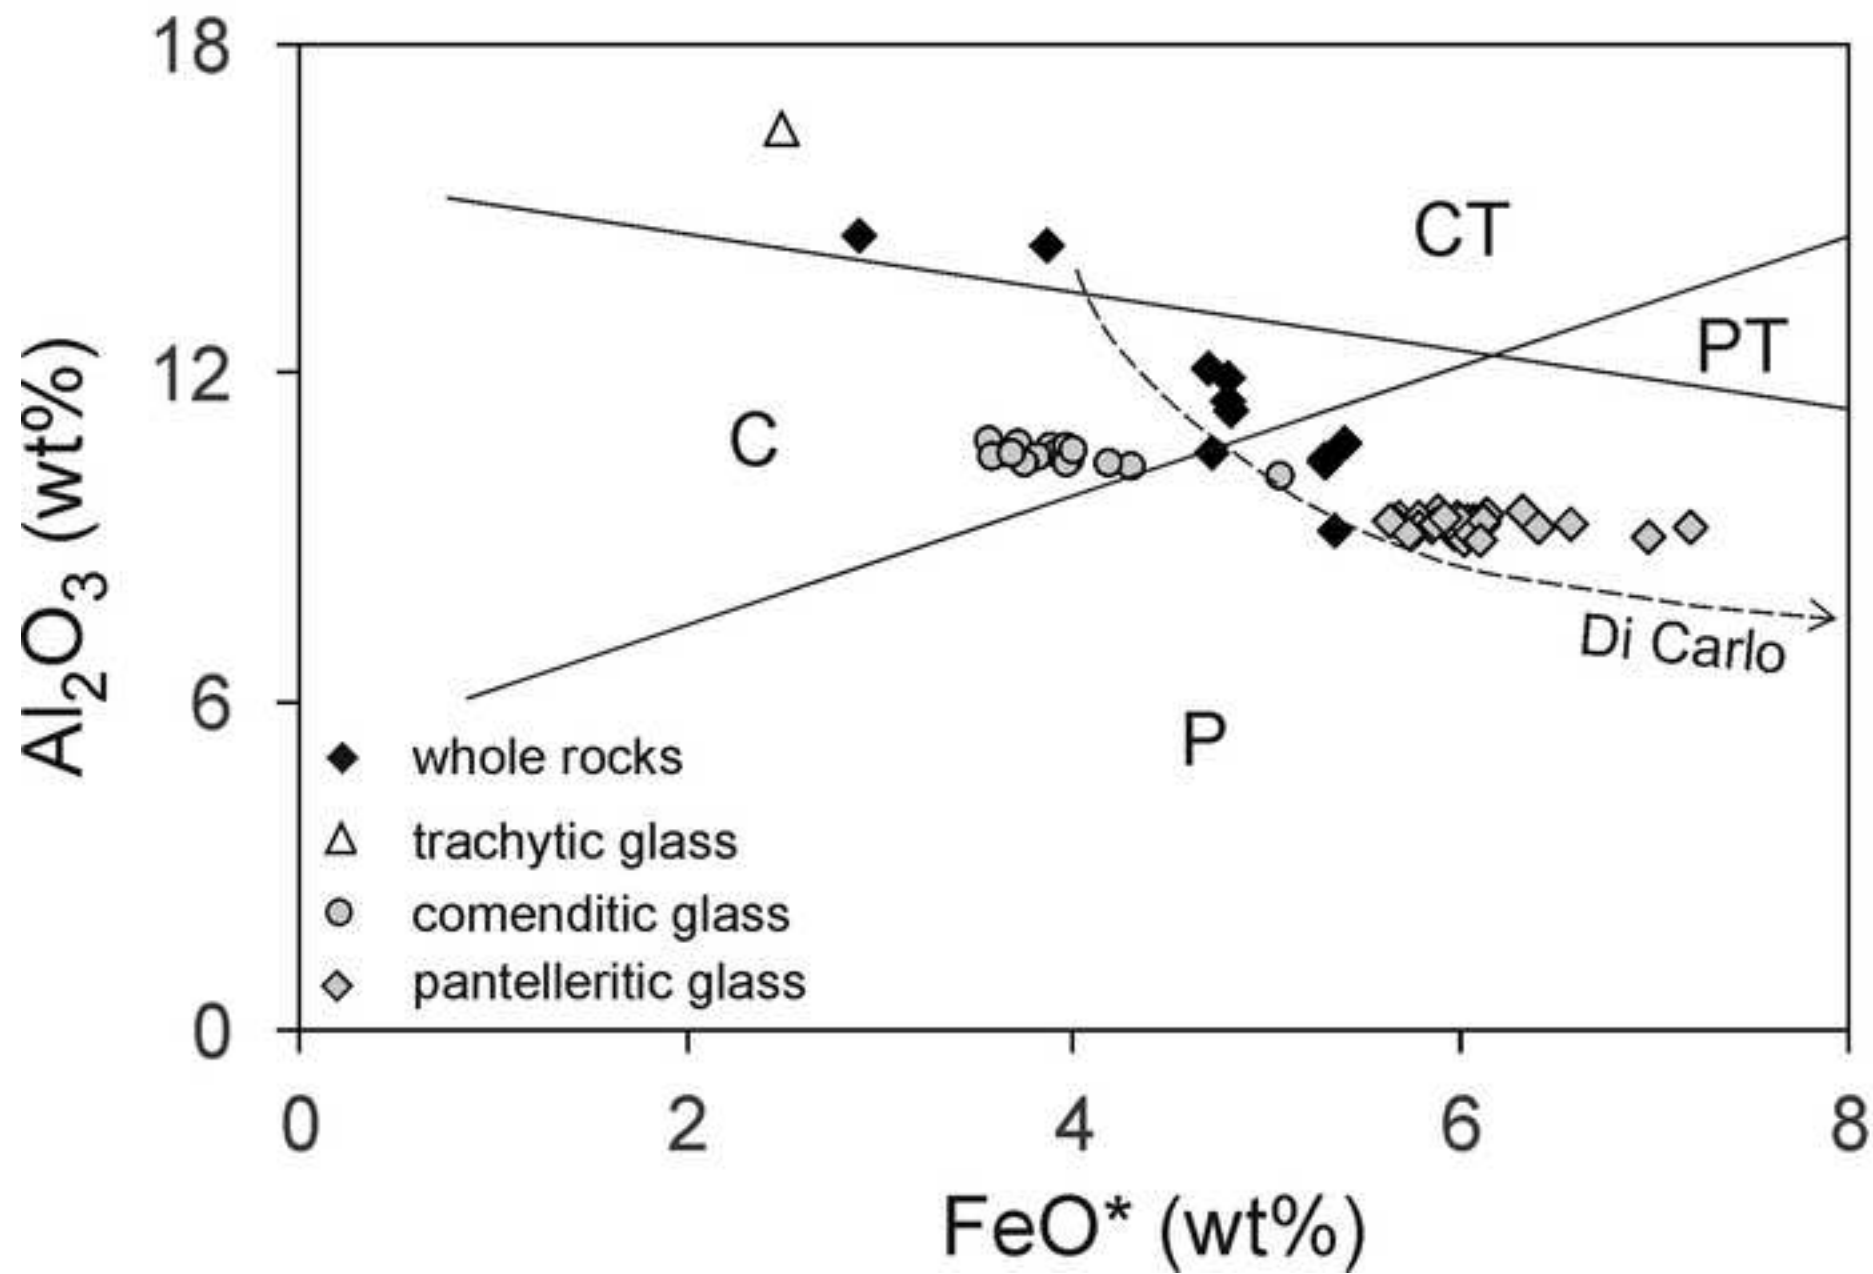 18
12
6
0
Al₂O₃ (wt%)
CT
PT
C
P
Di Carlo
whole rocks
trachytic glass
comenditic glass
pantelleritic glass
0 2 4 6 8
FeO* (wt%)